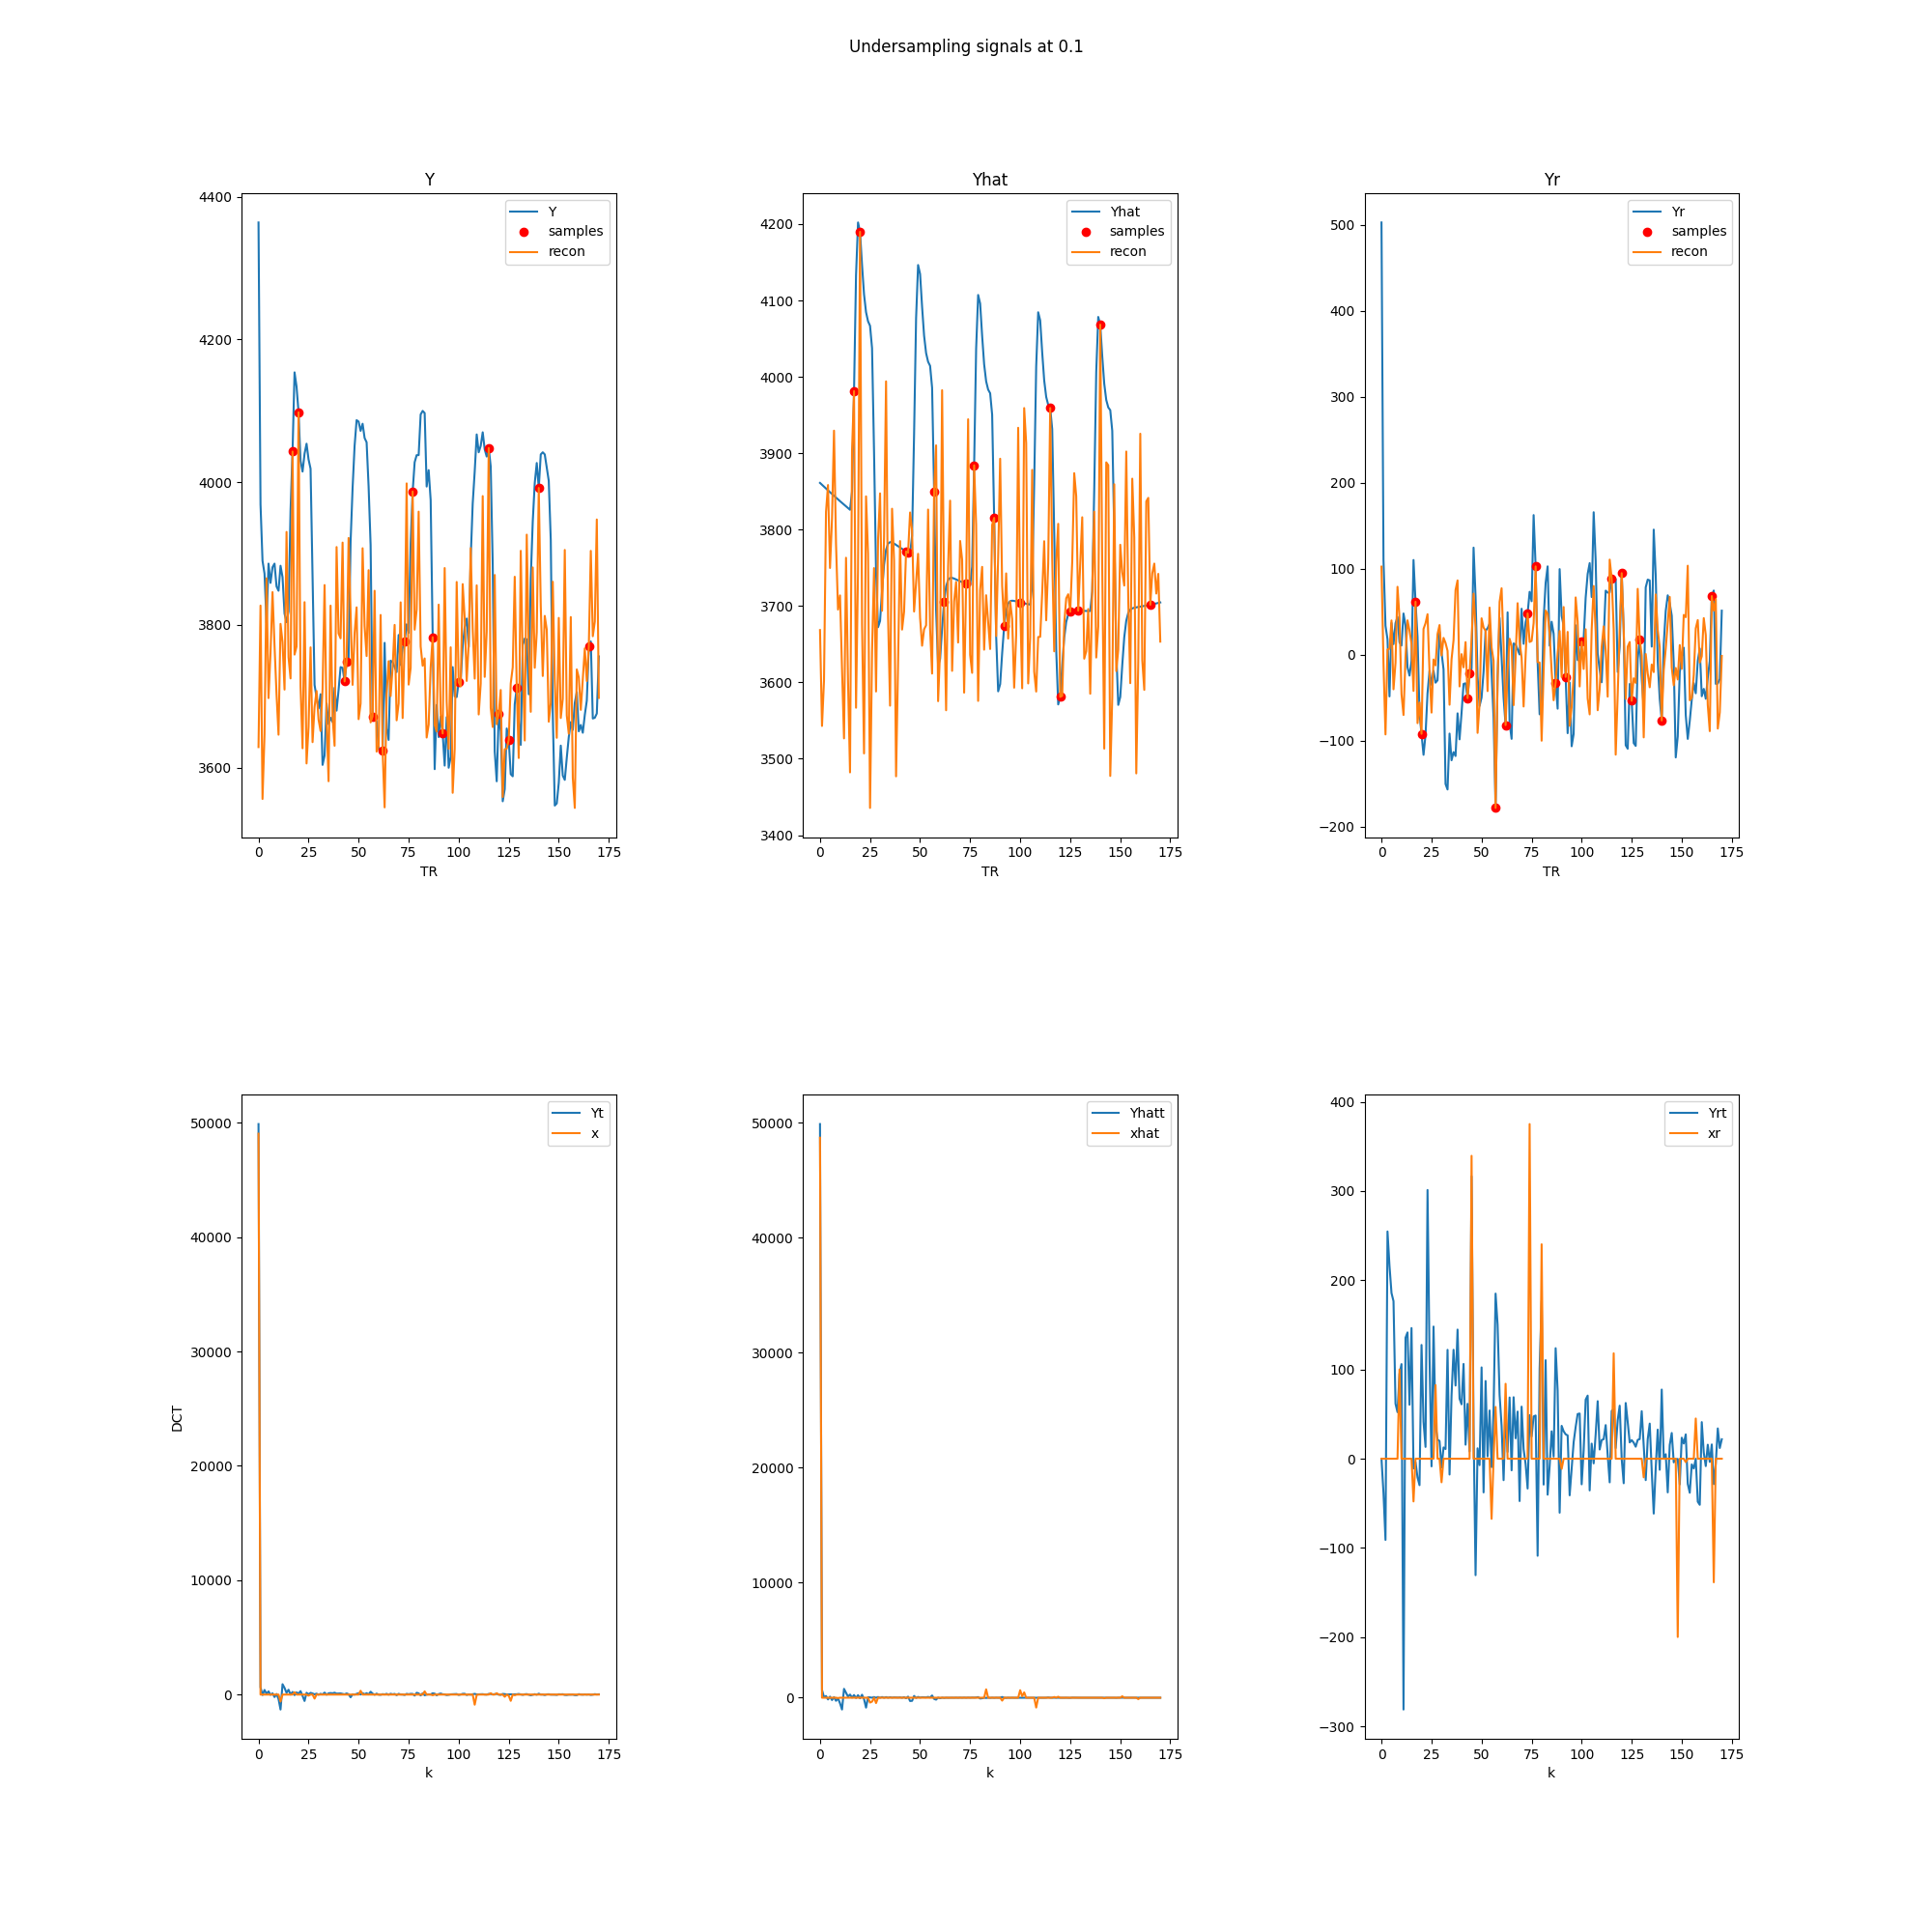 Undersampling signals at 0.1
Y
Y
samples
recon
4400
4200
4000
3800
3600
0 25 50 75 100 125 150 175
TR
Yhat
Yhat
samples
recon
4200
4100
4000
3900
3800
3700
3600
3500
3400
0 25 50 75 100 125 150 175
TR
Yr
Yr
samples
recon
500
400
300
200
100
0
−100
−200
0 25 50 75 100 125 150 175
TR
Yt
x
50000
40000
30000
20000
10000
0
DCT
0 25 50 75 100 125 150 175
k
Yhatt
xhat
50000
40000
30000
20000
10000
0
0 25 50 75 100 125 150 175
k
Yrt
xr
400
300
200
100
0
−100
−200
−300
0 25 50 75 100 125 150 175
k